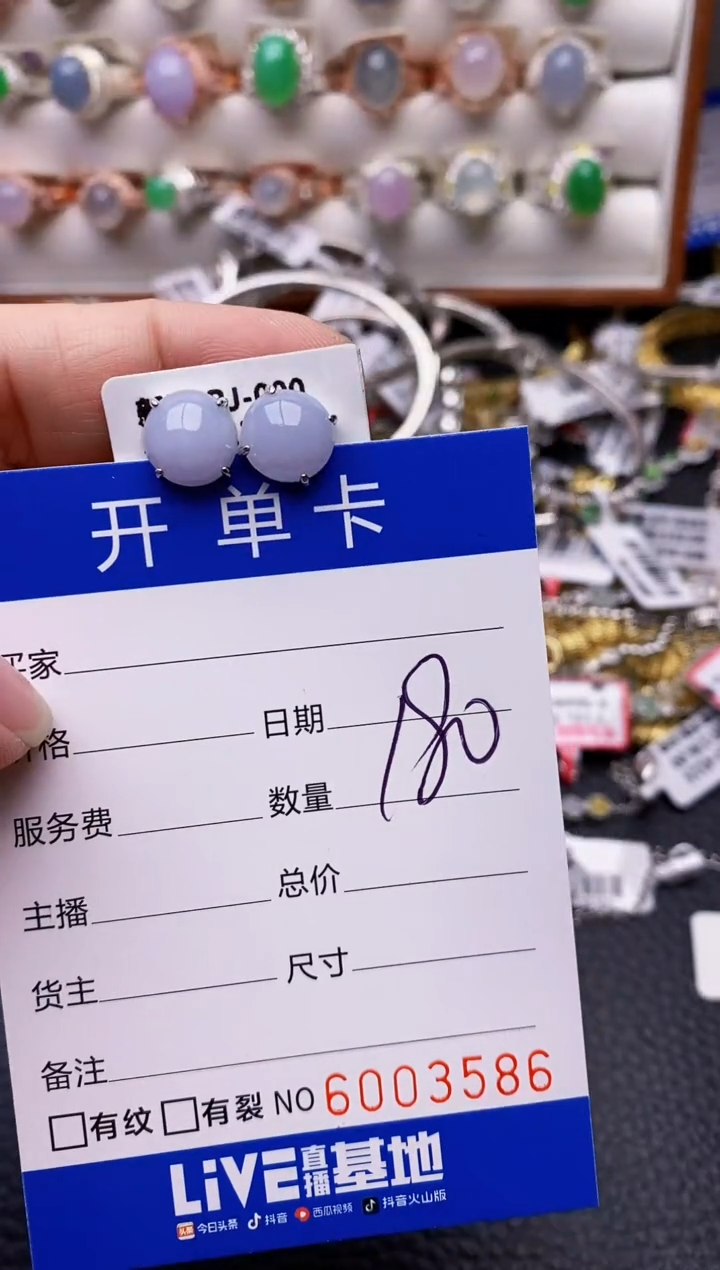 开单卡
买家
价格 日期
服务费 数量
主播 总价
货主 尺寸
备注
有纹 有裂 NO 6003586
LiVE直播基地
今日头条 抖音 西瓜视频 抖音火山版